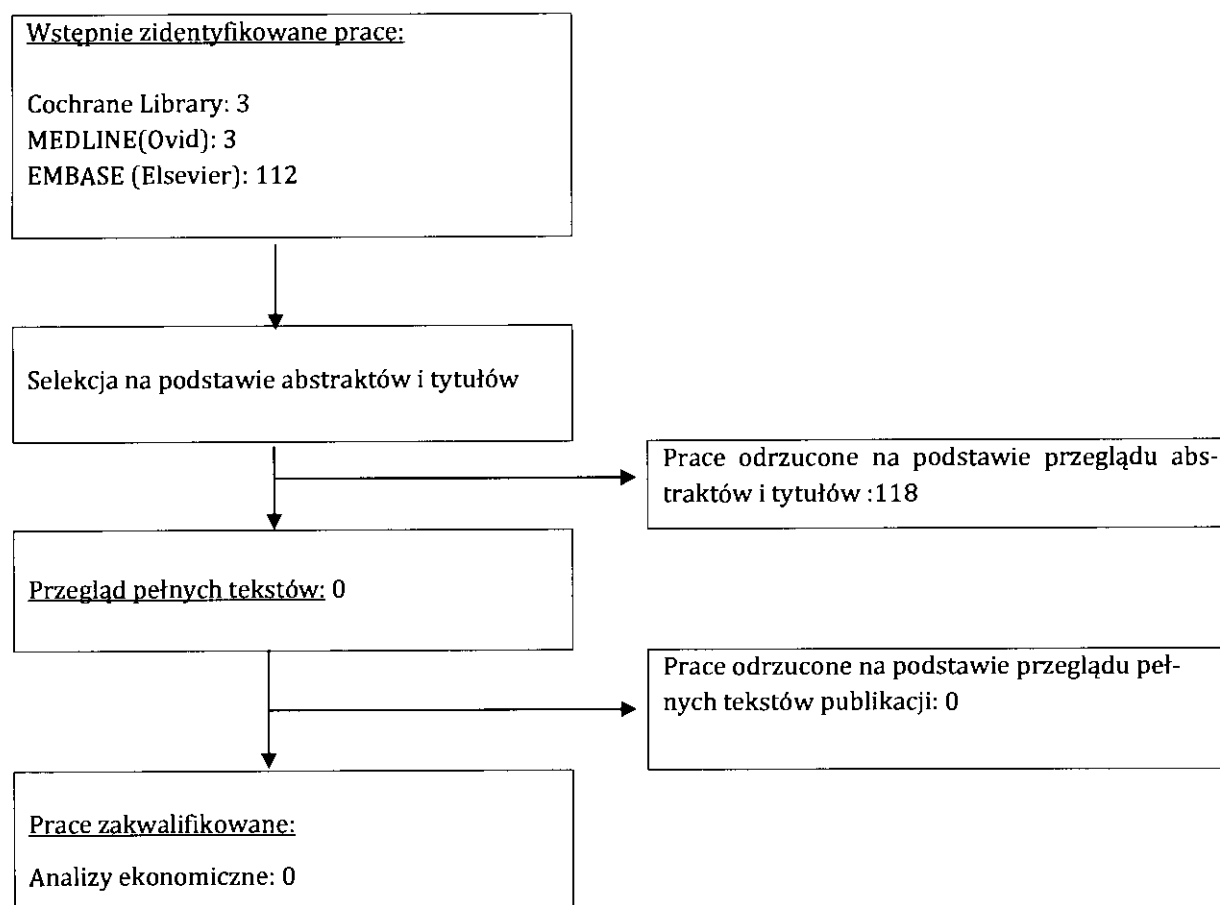 Wstępnie zidentyfikowane prace:
Cochrane Library: 3
MEDLINE(Ovid): 3
EMBASE (Elsevier): 112
Selekcja na podstawie abstraktów i tytułów
Prace odrzucone na podstawie przeglądu abs-
traktów i tytułów :118
Przegląd pełnych tekstów: 0
Prace odrzucone na podstawie przeglądu peł-
nych tekstów publikacji: 0
Prace zakwalifikowane:
Analizy ekonomiczne: 0